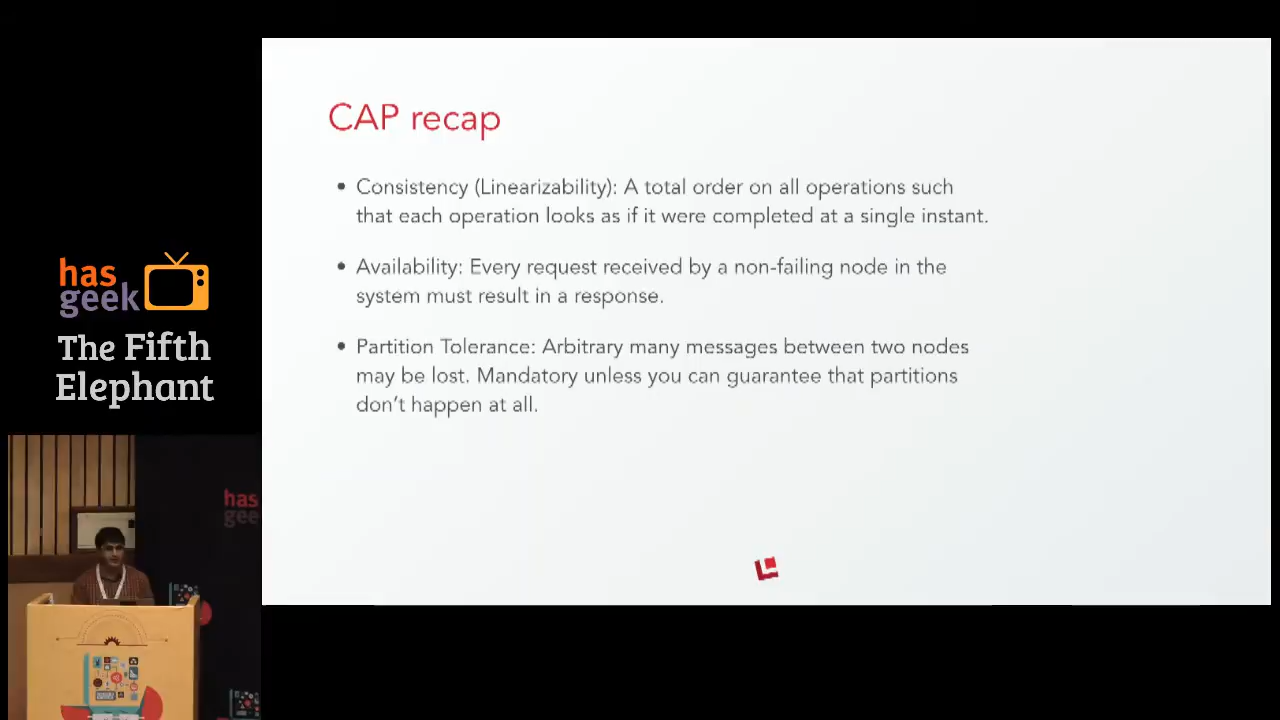 CAP recap
• Consistency (Linearizability): A total order on all operations such
that each operation looks as if it were completed at a single instant.
• Availability: Every request received by a non-failing node in the
system must result in a response.
• Partition Tolerance: Arbitrary many messages between two nodes
may be lost. Mandatory unless you can guarantee that partitions
don't happen at all.
has
geek
The Fifth
Elephant
has
gee